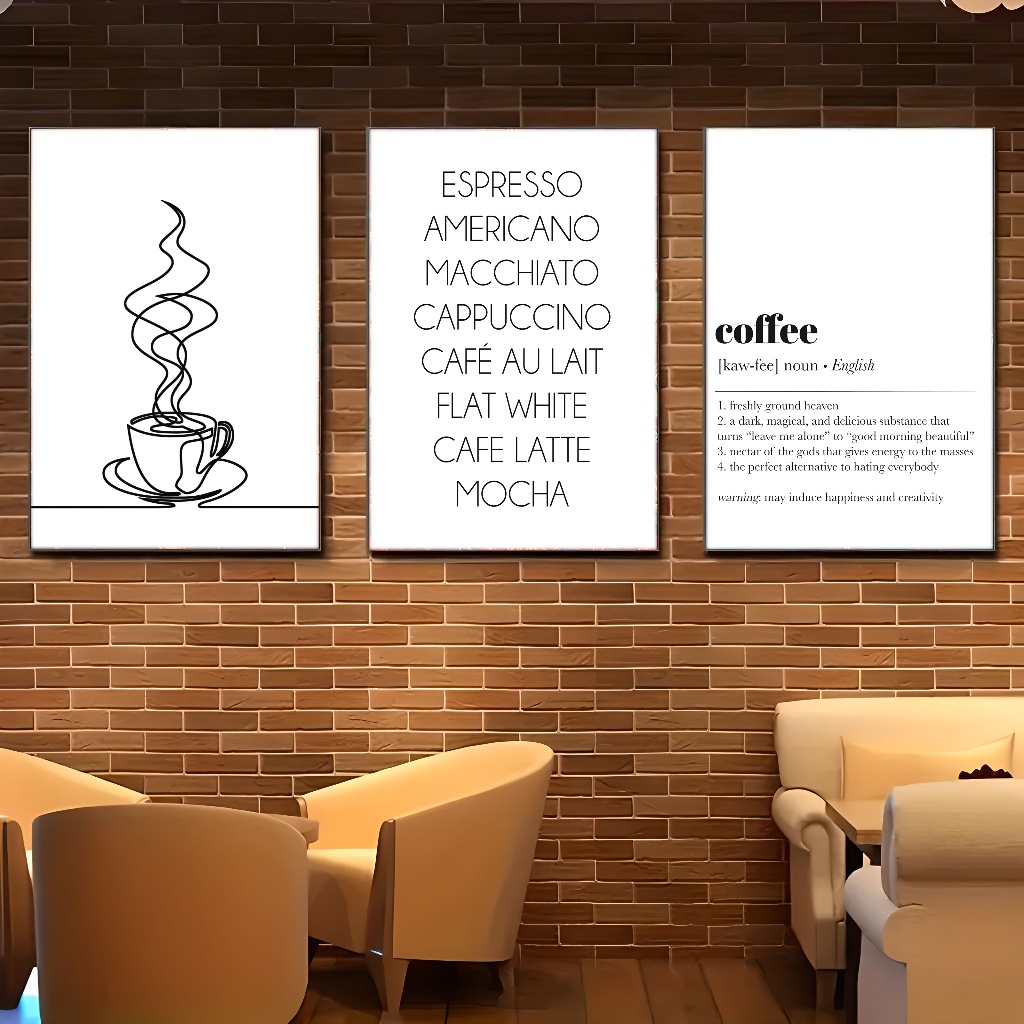 ESPRESSO
AMERICANO
MACCHIATO
CAPPUCCINO
CAFÉ AU LAIT
FLAT WHITE
CAFE LATTE
MOCHA
coffee
[kaw-fee] noun • English
1. freshly ground heaven
2. a dark, magical, and delicious substance that
turns “leave me alone” to “good morning beautiful”
3. nectar of the gods that gives energy to the masses
4. the perfect alternative to hating everybody
warning: may induce happiness and creativity